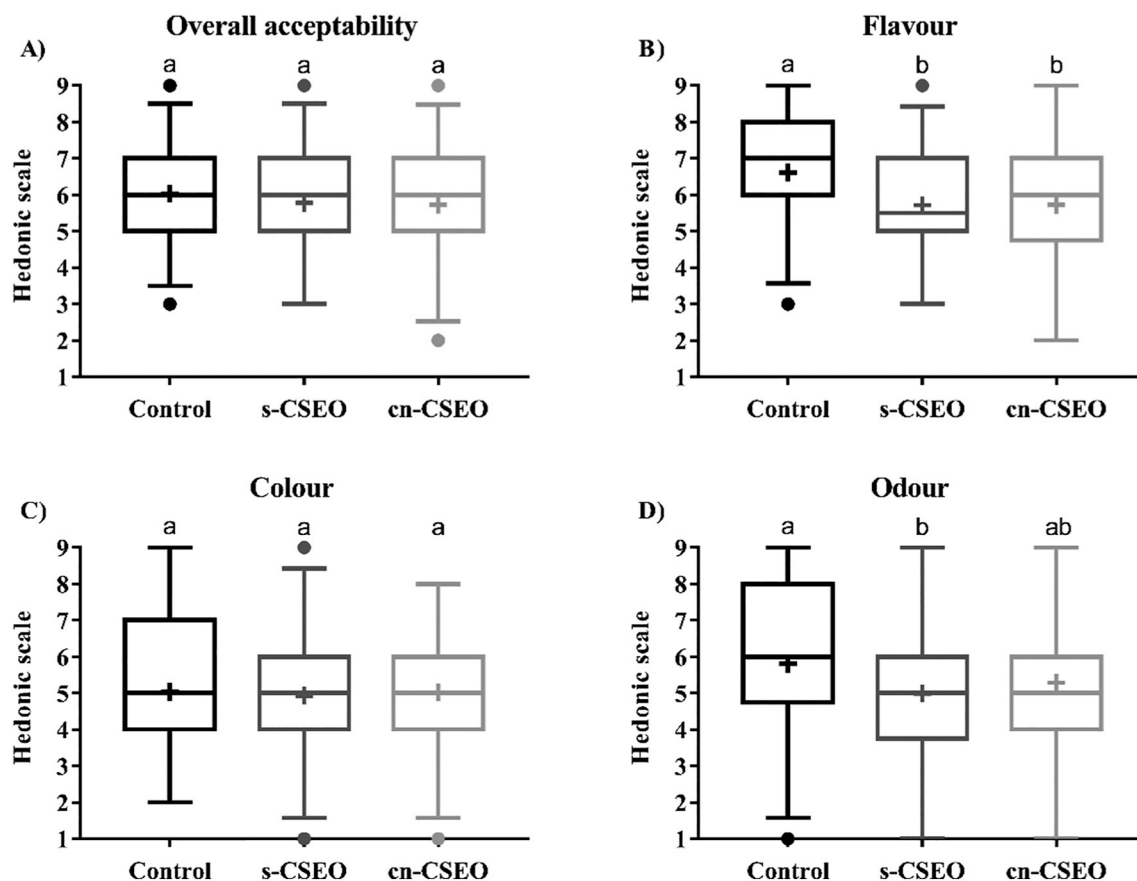 A)
Overall acceptability
a a a
Hedonic scale
9
8
7
6
5
4
3
2
1
Control s-CSEO cn-CSEO
B)
Flavour
a b b
Hedonic scale
9
8
7
6
5
4
3
2
1
Control s-CSEO cn-CSEO
C)
Colour
a a a
Hedonic scale
9
8
7
6
5
4
3
2
1
Control s-CSEO cn-CSEO
D)
Odour
a b ab
Hedonic scale
9
8
7
6
5
4
3
2
1
Control s-CSEO cn-CSEO